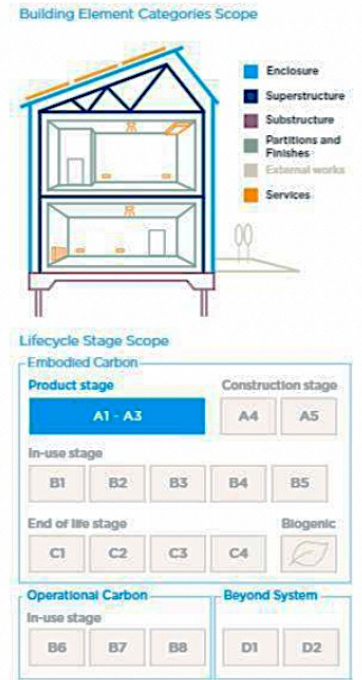 Building Element Categories Scope
Enclosure
Superstructure
Substructure
Partitions and
Finishes
External works
Services
Lifecycle Stage Scope
Embodied Carbon
Product stage
Construction stage
A1 - A3
A4
A5
In-use stage
B1
B2
B3
B4
B5
End of life stage
Biogenic
C1
C2
C3
C4
Operational Carbon
Beyond System
In-use stage
B6
B7
B8
D1
D2